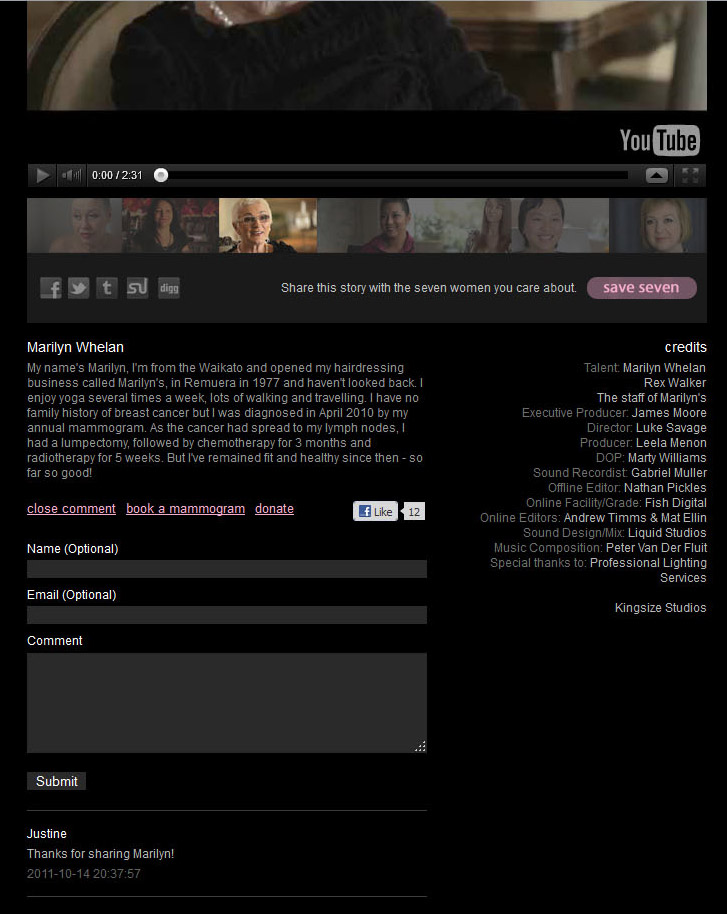 YouTube
0:00 / 2:31
Share this story with the seven women you care about.
save seven
Marilyn Whelan
My name's Marilyn, I'm from the Waikato and opened my hairdressing
business called Marilyn's, in Remuera in 1977 and haven't looked back. I
enjoy yoga several times a week, lots of walking and travelling. I have no
family history of breast cancer but I was diagnosed in April 2010 by my
annual mammogram. As the cancer had spread to my lymph nodes, I
had a lumpectomy, followed by chemotherapy for 3 months and
radiotherapy for 5 weeks. But I've remained fit and healthy since then - so
far so good!
close comment book a mammogram donate
Like 12
Name (Optional)
Email (Optional)
Comment
Submit
Justine
Thanks for sharing Marilyn!
2011-10-14 20:37:57
credits
Talent: Marilyn Whelan
Rex Walker
The staff of Marilyn's
Executive Producer: James Moore
Director: Luke Savage
Producer: Leela Menon
DOP: Marty Williams
Sound Recordist: Gabriel Muller
Offline Editor: Nathan Pickles
Online Facility/Grade: Fish Digital
Online Editors: Andrew Timms & Mat Ellin
Sound Design/Mix: Liquid Studios
Music Composition: Peter Van Der Fluit
Special thanks to: Professional Lighting
Services
Kingsize Studios
f t SU digg